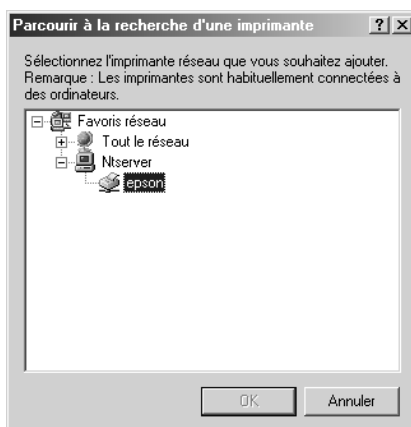 Parcourir à la recherche d'une imprimante
Sélectionnez l'imprimante réseau que vous souhaitez ajouter.
Remarque : Les imprimantes sont habituellement connectées à
des ordinateurs.
Favoris réseau
Tout le réseau
Ntserver
epson
OK
Annuler